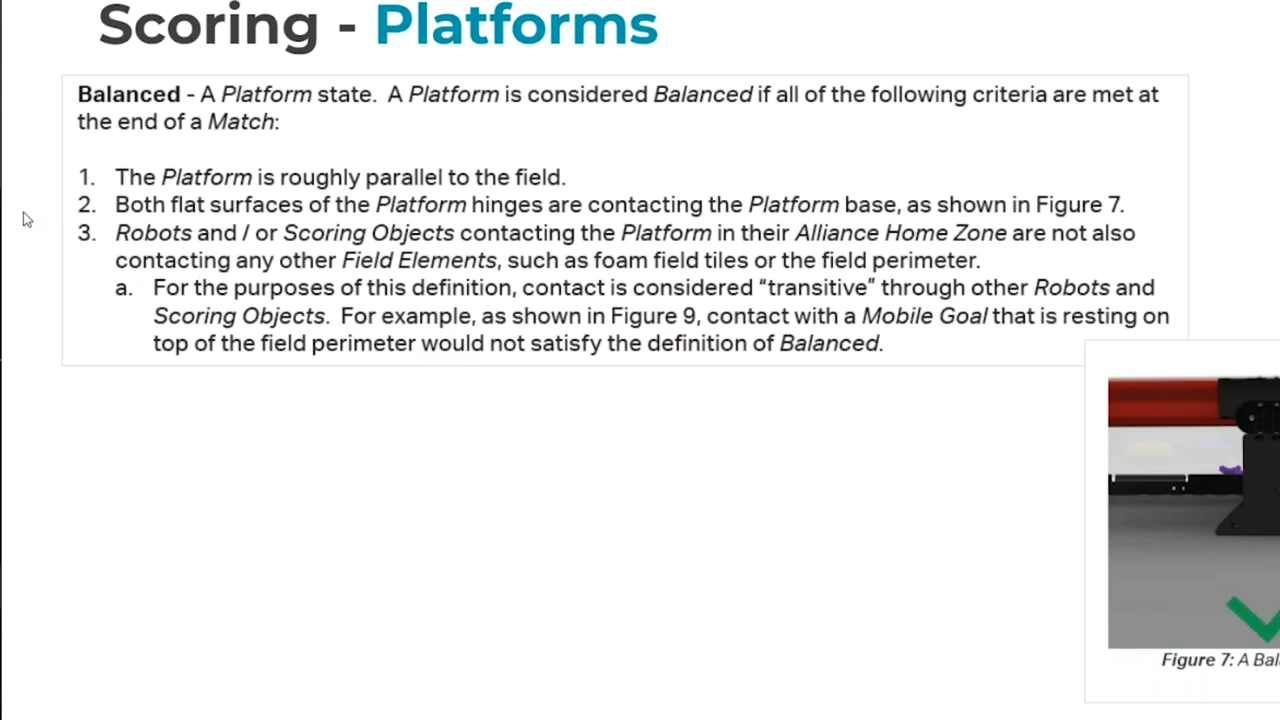 Scoring - Platforms
Balanced - A Platform state. A Platform is considered Balanced if all of the following criteria are met at
the end of a Match:
1. The Platform is roughly parallel to the field.
2. Both flat surfaces of the Platform hinges are contacting the Platform base, as shown in Figure 7.
3. Robots and / or Scoring Objects contacting the Platform in their Alliance Home Zone are not also
contacting any other Field Elements, such as foam field tiles or the field perimeter.
a. For the purposes of this definition, contact is considered “transitive” through other Robots and
Scoring Objects. For example, as shown in Figure 9, contact with a Mobile Goal that is resting on
top of the field perimeter would not satisfy the definition of Balanced.
Figure 7: A Bal